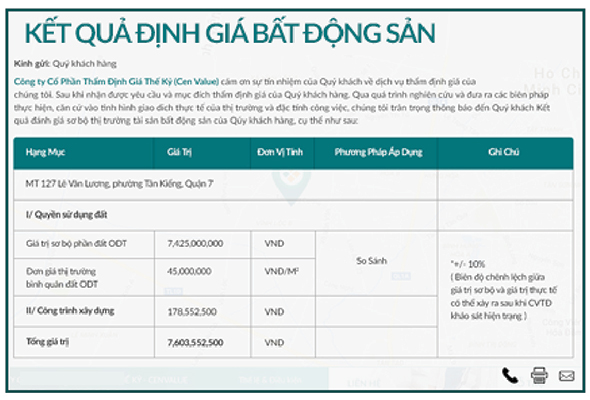 KẾT QUẢ ĐỊNH GIÁ BẤT ĐỘNG SẢN
Kính gửi: Quý khách hàng
Công ty Cổ Phần Thẩm Định Giá Thế Kỷ (Cen Value) cám ơn sự tín nhiệm của Quý khách về dịch vụ thẩm định giá của
chúng tôi. Sau khi nhận được yêu cầu và mục đích thẩm định giá của Quý khách hàng. Qua quá trình nghiên cứu và đưa ra các biện pháp
thực hiện, căn cứ vào tình hình giao dịch thực tế của thị trường và đặc tính công việc, chúng tôi trân trọng thông báo đến Quý khách Kết
quả đánh giá sơ bộ thị trường tài sản bất động sản của Qúy khách hàng, cụ thể như sau:
Hạng Mục Giá Trị Đơn Vị Tính Phương Pháp Áp Dụng Ghi Chú
MT 127 Lê Văn Lương, phường Tân Kiểng, Quận 7
I/ Quyền sử dụng đất
Giá trị sơ bộ phần đất ODT 7,425,000,000 VND
So Sánh
Đơn giá thị trường
bình quân đất ODT 45,000,000 VND/M²
"+/- 10%
( Biên độ chênh lệch giữa
giá trị sơ bộ và giá trị thực tế
có thể xảy ra sau khi CVTĐ
khảo sát hiện trạng )
II/ Công trình xây dựng 178,552,500 VND
Tổng giá trị 7,603,552,500 VND